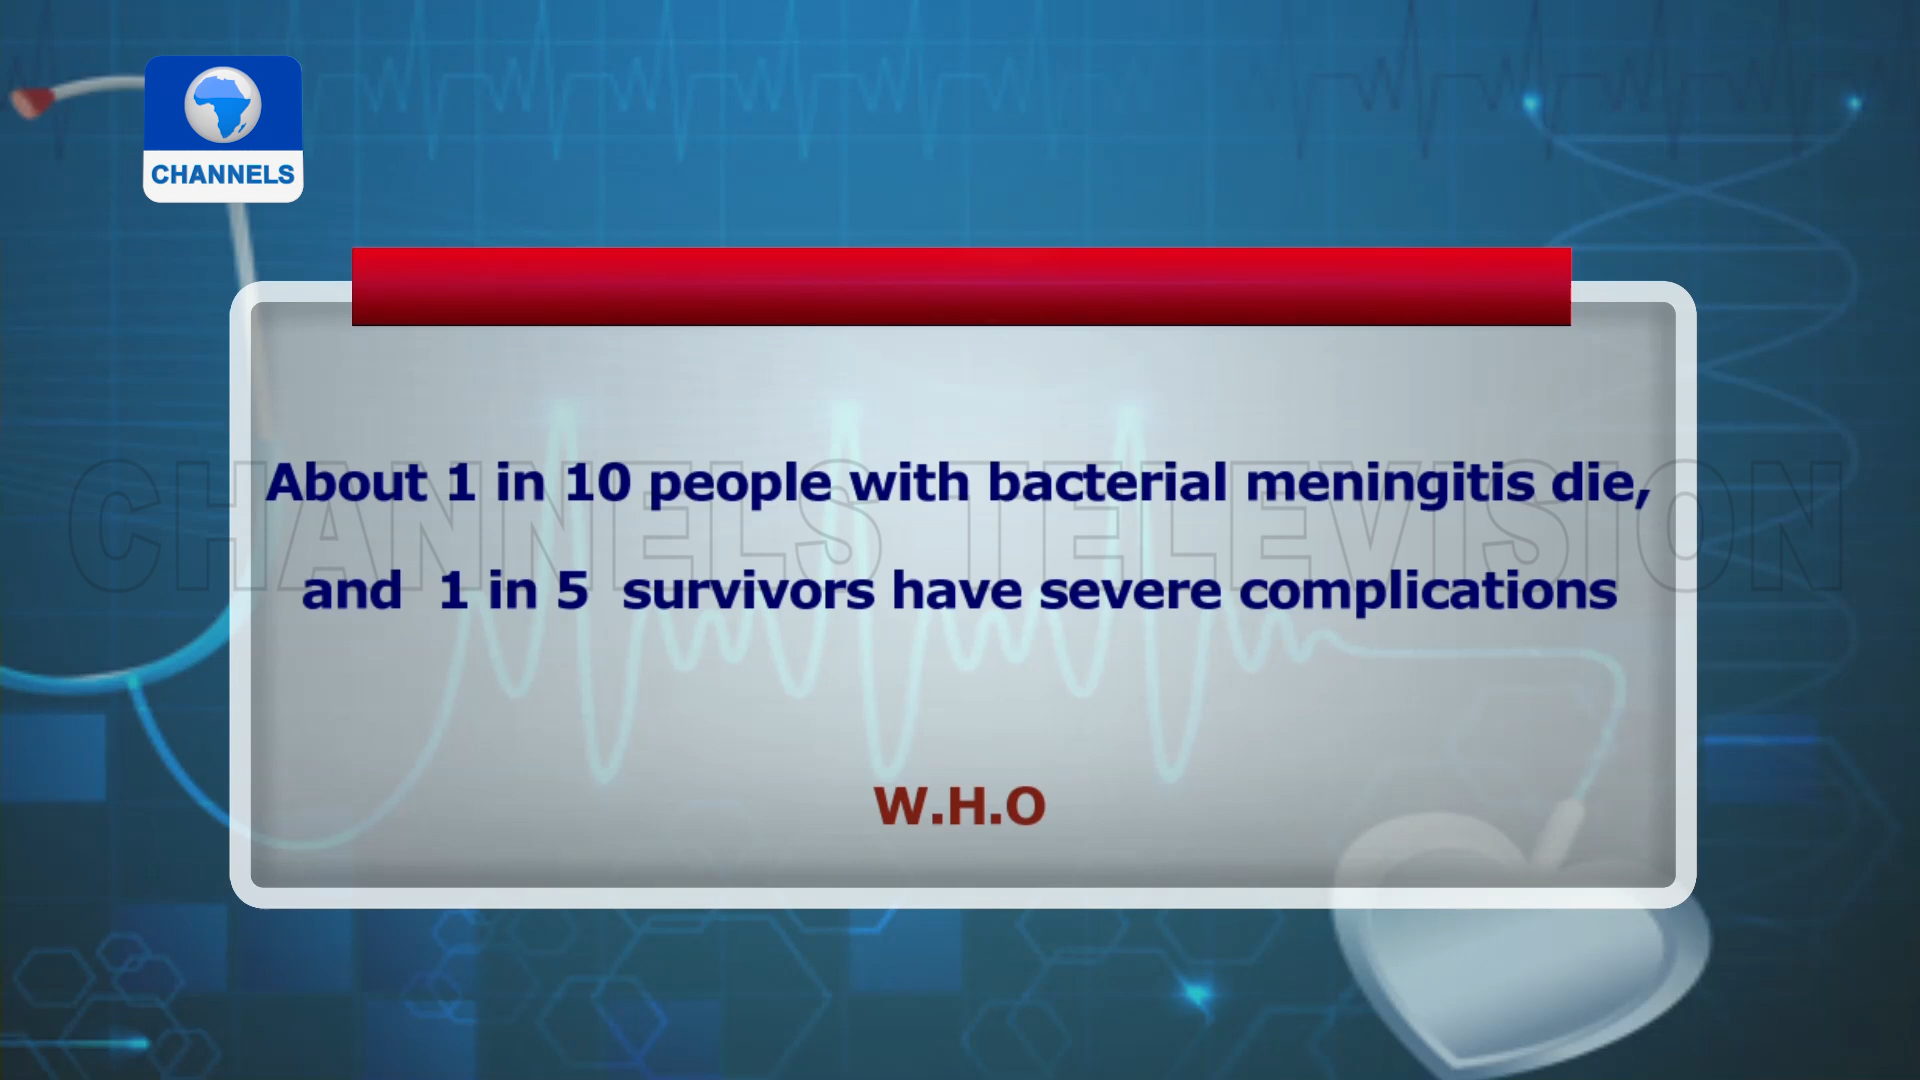 CHANNELS
About 1 in 10 people with bacterial meningitis die,
CHANNELS TELEVISION
and 1 in 5 survivors have severe complications
W.H.O